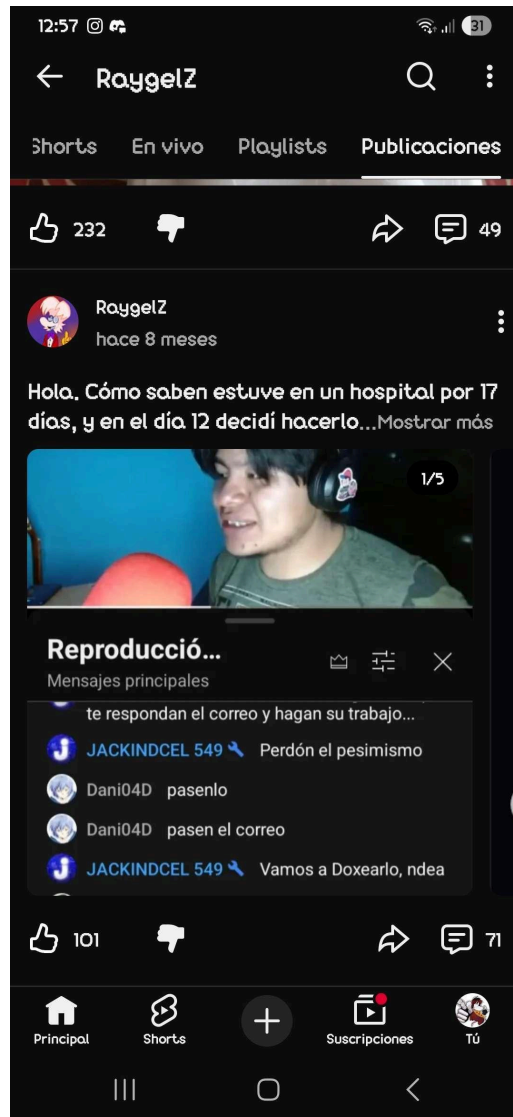 12:57
31
RaygelZ
Shorts En vivo Playlists Publicaciones
232
49
RaygelZ
hace 8 meses
Hola. Cómo saben estuve en un hospital por 17
días, y en el día 12 decidí hacerlo...Mostrar más
1/5
Reproducció...
Mensajes principales
te respondan el correo y hagan su trabajo...
JACKINDCEL 549 Perdón el pesimismo
Dani04D pasenlo
Dani04D pasen el correo
JACKINDCEL 549 Vamos a Doxearlo, ndea
101
71
Principal Shorts Suscripciones Tú